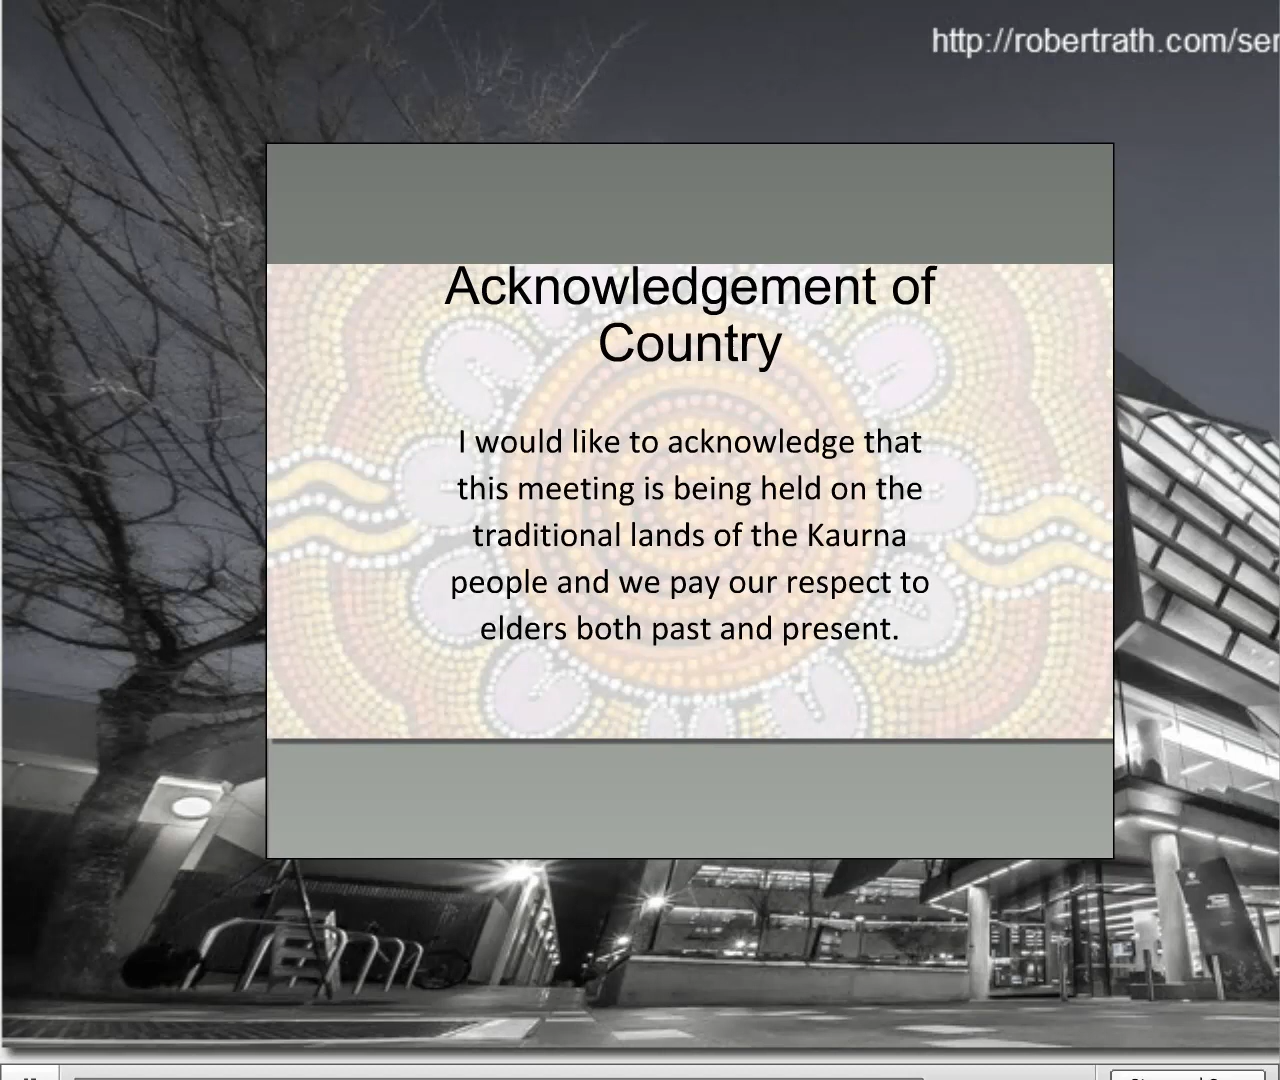 http://robertrath.com/ser
Acknowledgement of
Country
I would like to acknowledge that
this meeting is being held on the
traditional lands of the Kaurna
people and we pay our respect to
elders both past and present.